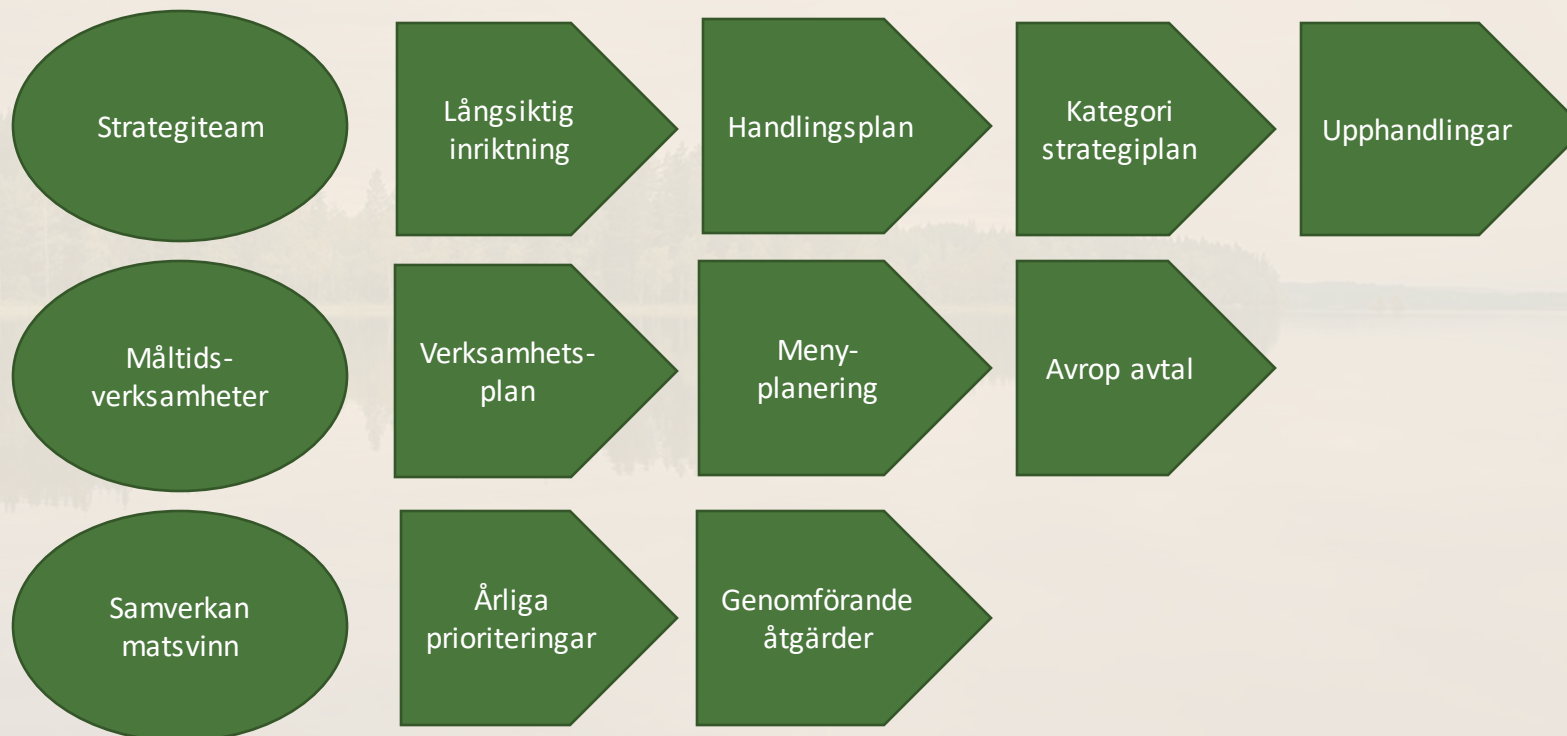 Strategiteam
Långsiktig
inriktning
Handlingsplan
Kategori
strategiplan
Upphandlingar
Måltids-
verksamheter
Verksamhets-
plan
Meny-
planering
Avrop avtal
Samverkan
matsvinn
Årliga
prioriteringar
Genomförande
åtgärder